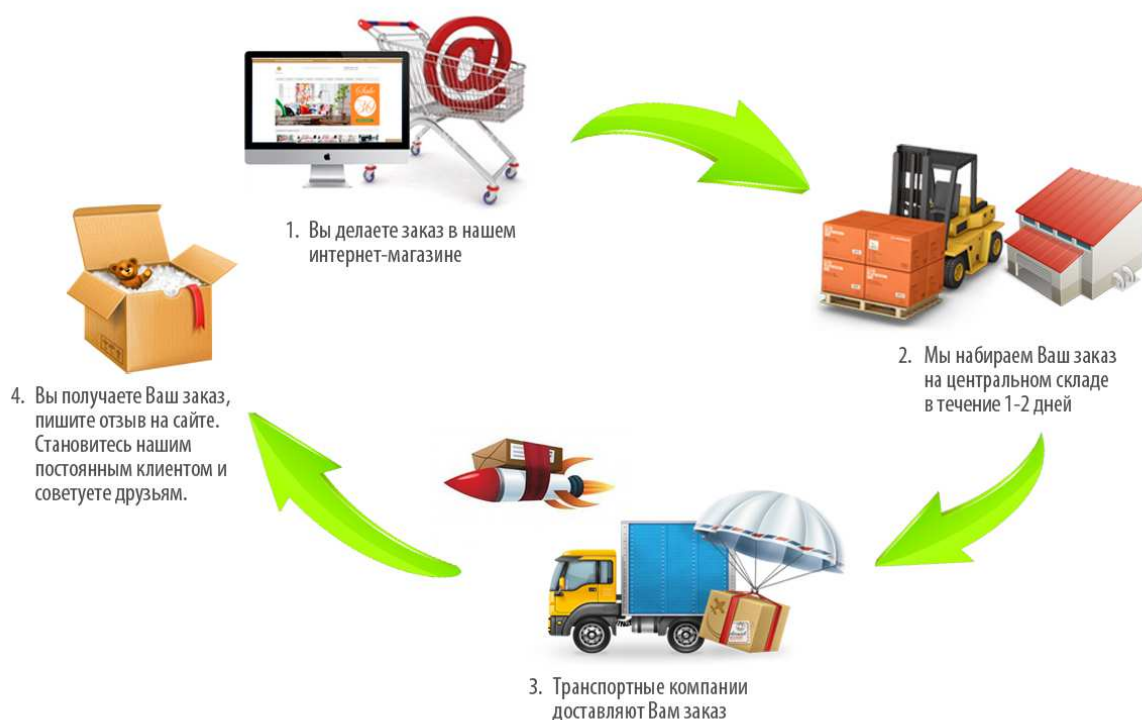 1. Вы делаете заказ в нашем
интернет-магазине
2. Мы набираем Ваш заказ
на центральном складе
в течение 1-2 дней
3. Транспортные компании
доставляют Вам заказ
4. Вы получаете Ваш заказ,
пишите отзыв на сайте.
Становитесь нашим
постоянным клиентом и
советуете друзьям.
Sale